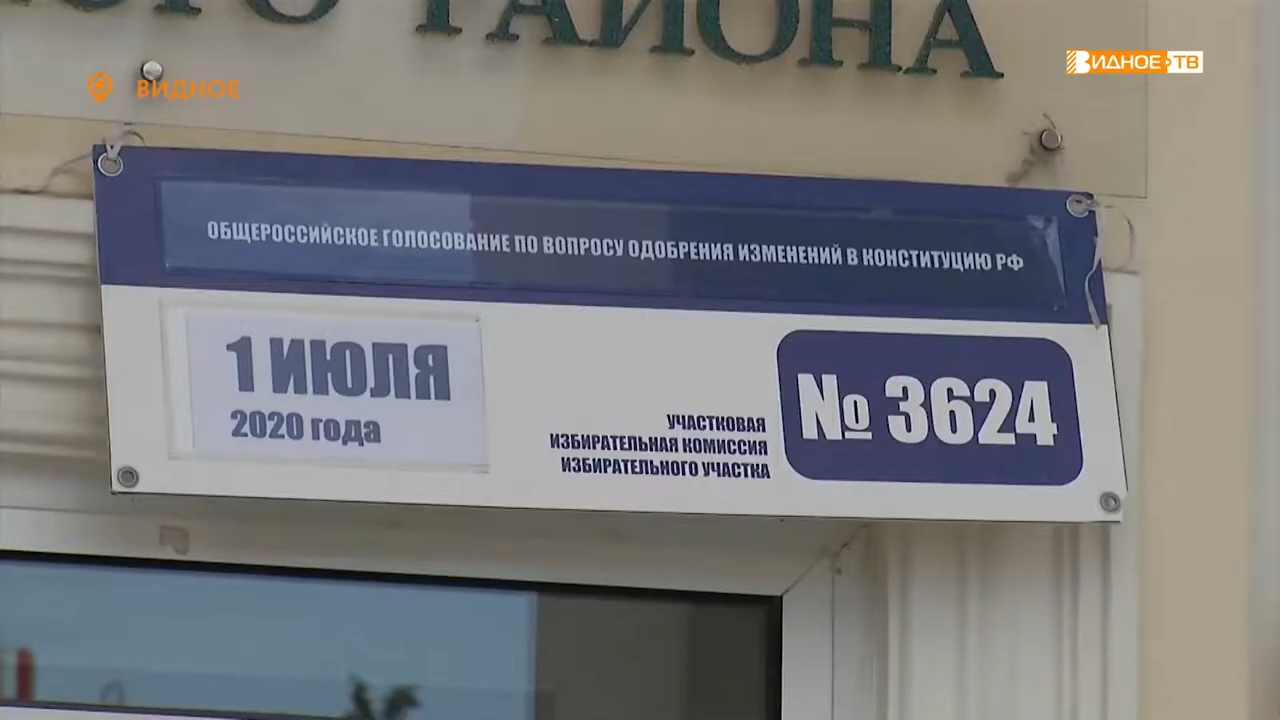 РАЙОНА
ВИДНОЕ
ВИДНОЕ ТВ
ОБЩЕРОССИЙСКОЕ ГОЛОСОВАНИЕ ПО ВОПРОСУ ОДОБРЕНИЯ ИЗМЕНЕНИЙ В КОНСТИТУЦИЮ РФ
1 ИЮЛЯ
2020 года
УЧАСТКОВАЯ
ИЗБИРАТЕЛЬНАЯ КОМИССИЯ
ИЗБИРАТЕЛЬНОГО УЧАСТКА
№ 3624